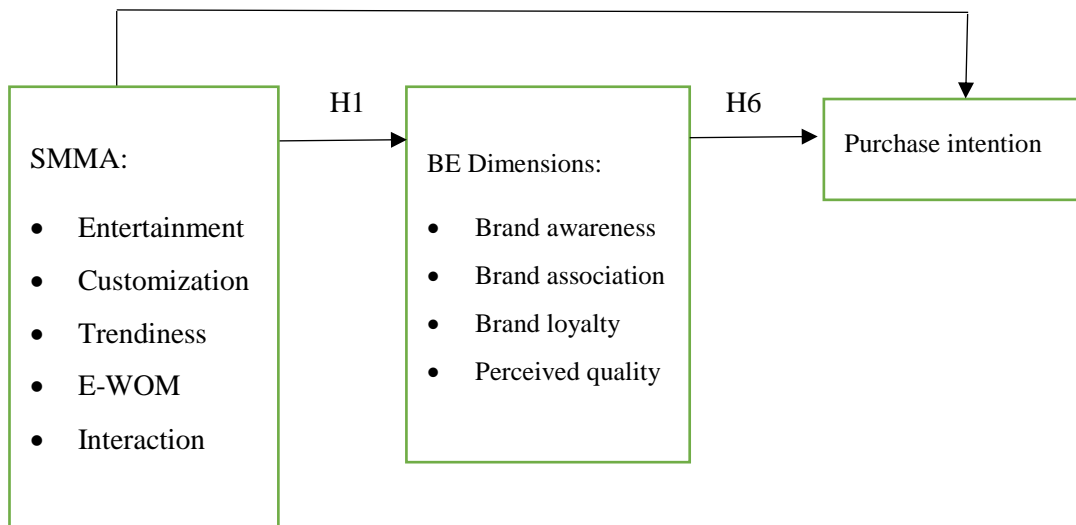 H1
H6
SMMA:
• Entertainment
• Customization
• Trendiness
• E-WOM
• Interaction
BE Dimensions:
• Brand awareness
• Brand association
• Brand loyalty
• Perceived quality
Purchase intention